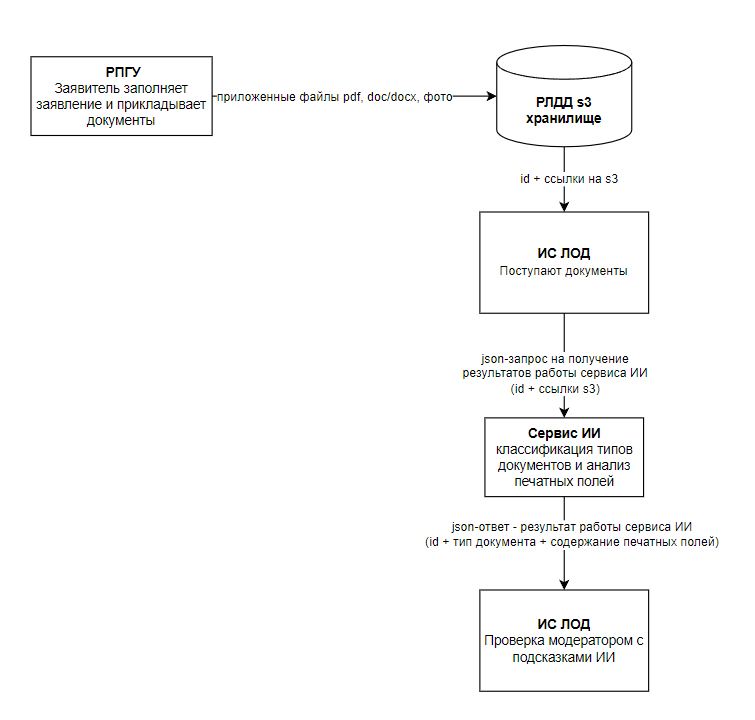 РПГУ
Заявитель заполняет
заявление и прикладывает
документы
приложенные файлы pdf, doc/docx, фото
РЛДД s3
хранилище
id + ссылки на s3
ИС ЛОД
Поступают документы
json-запрос на получение
результатов работы сервиса ИИ
(id + ссылки s3)
Сервис ИИ
классификация типов
документов и анализ
печатных полей
json-ответ - результат работы сервиса ИИ
(id + тип документа + содержание печатных полей)
ИС ЛОД
Проверка модератором с
подсказками ИИ